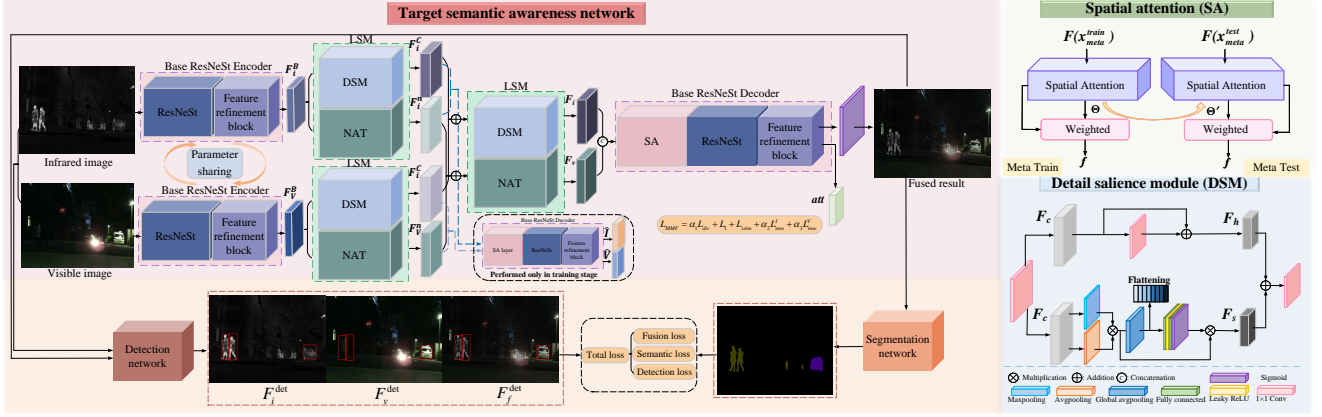 Target semantic awareness network
Infrared image
Visible image
Base ResNeSt Encoder
ResNeSt
Feature
refinement
block
Parameter
sharing
Base ResNeSt Encoder
ResNeSt
Feature
refinement
block
F_i^B
F_V^B
LSM
DSM
NAT
LSM
DSM
NAT
F_i^C
F_i^n
F_i^C
F_V^n
LSM
DSM
NAT
F_i
F_v
C
Base ResNeSt Decoder
SA
ResNeSt
Feature
refinement
block
att
Fused result
Base ResNeSt Decoder
SA layer
ResNeSt
Feature
refinement
block
Î
V̂
Performed only in training stage
Detection
network
F_i^det
F_v^det
F_f^det
Total loss
Fusion loss
Semantic loss
Detection loss
Segmentation
network
Spatial attention (SA)
F(x_meta^train)
F(x_meta^test)
Spatial Attention
Spatial Attention
Θ
Θ′
Weighted
Weighted
f
f
Meta Train
Meta Test
Detail salience module (DSM)
F_c
F_h
F_c
Flattening
F_s
⊗: Multiplication
⊕: Addition
C: Concatenation
Sigmoid
Maxpooling
Avgpooling
Global avgpooling
Fully connected
Leaky ReLU
1×1 Conv